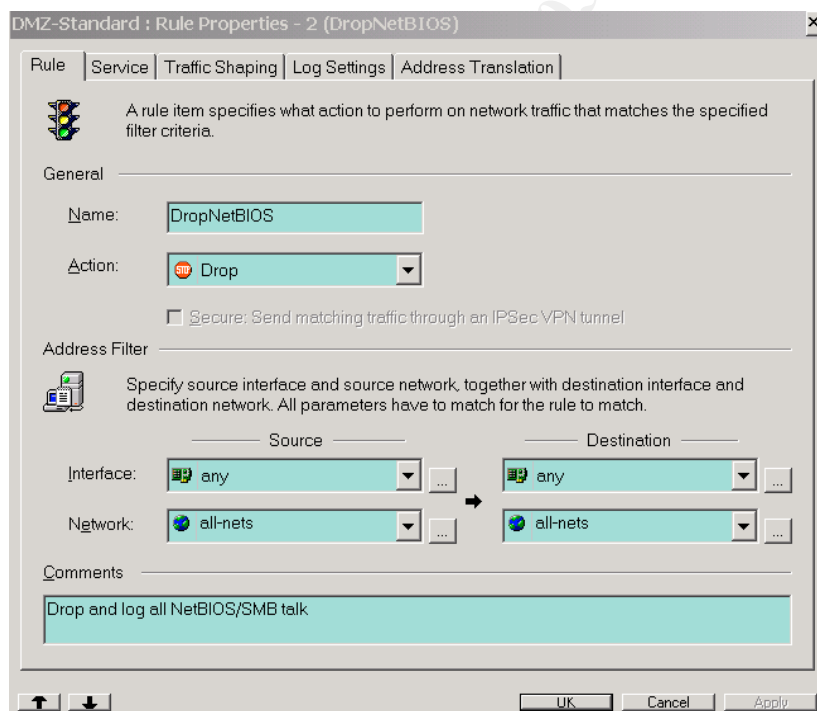 DMZ-Standard : Rule Properties - 2 (DropNetBIOS)
Rule Service Traffic Shaping Log Settings Address Translation
A rule item specifies what action to perform on network traffic that matches the specified
filter criteria.
General
Name: DropNetBIOS
Action: Drop
Secure: Send matching traffic through an IPSec VPN tunnel
Address Filter
Specify source interface and source network, together with destination interface and
destination network. All parameters have to match for the rule to match.
Source Destination
Interface: any ... any ...
Network: all-nets ... all-nets ...
Comments
Drop and log all NetBIOS/SMB talk
OK Cancel Apply